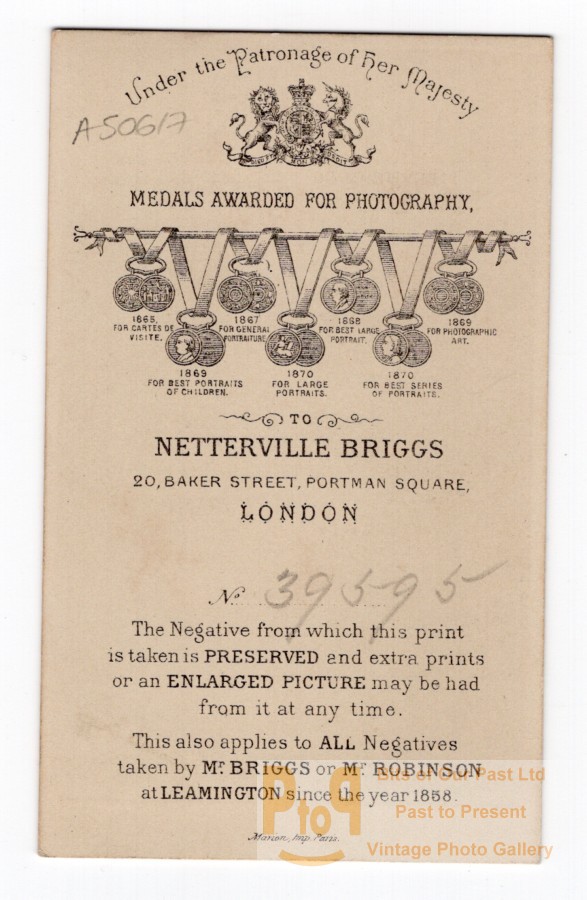 Under the Patronage of Her Majesty
A50617
MEDALS AWARDED FOR PHOTOGRAPHY,
1865.
FOR CARTES DE
VISITE.
1867
FOR GENERAL
PORTRAITURE
1868
FOR BEST LARGE
PORTRAIT.
1869
FOR PHOTOGRAPHIC
ART.
1869
FOR BEST PORTRAITS
OF CHILDREN.
1870
FOR LARGE
PORTRAITS.
1870
FOR BEST SERIES
OF PORTRAITS.
TO
NETTERVILLE BRIGGS
20, BAKER STREET, PORTMAN SQUARE,
LONDON
No. 39595
The Negative from which this print
is taken is PRESERVED and extra prints
or an ENLARGED PICTURE may be had
from it at any time.
This also applies to ALL Negatives
taken by Mr. BRIGGS or Mr. ROBINSON
at LEAMINGTON since the year 1858.
Marion, Imp. Paris.
PtoP
Bits of Our Past Ltd
Past to Present
Vintage Photo Gallery